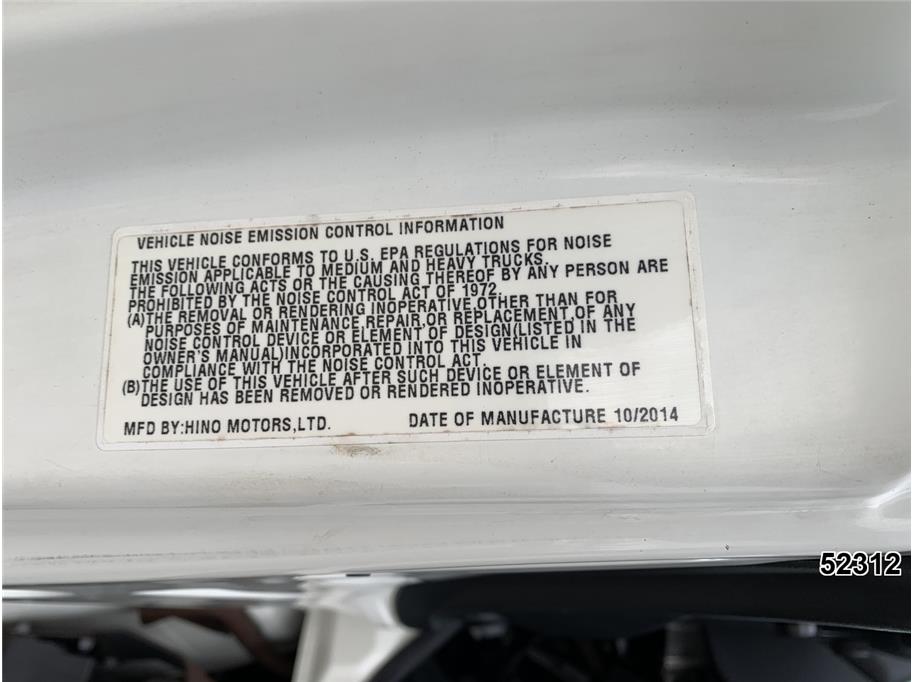 VEHICLE NOISE EMISSION CONTROL INFORMATION
THIS VEHICLE CONFORMS TO U.S. EPA REGULATIONS FOR NOISE
EMISSION APPLICABLE TO MEDIUM AND HEAVY TRUCKS.
THE FOLLOWING ACTS OR THE CAUSING THEREOF BY ANY PERSON ARE
PROHIBITED BY THE NOISE CONTROL ACT OF 1972.
(A)THE REMOVAL OR RENDERING INOPERATIVE,OTHER THAN FOR
PURPOSES OF MAINTENANCE,REPAIR,OR REPLACEMENT,OF ANY
NOISE CONTROL DEVICE OR ELEMENT OF DESIGN(LISTED IN THE
OWNER'S MANUAL)INCORPORATED INTO THIS VEHICLE IN
COMPLIANCE WITH THE NOISE CONTROL ACT.
(B)THE USE OF THIS VEHICLE AFTER SUCH DEVICE OR ELEMENT OF
DESIGN HAS BEEN REMOVED OR RENDERED INOPERATIVE.
MFD BY:HINO MOTORS,LTD. DATE OF MANUFACTURE 10/2014
52312